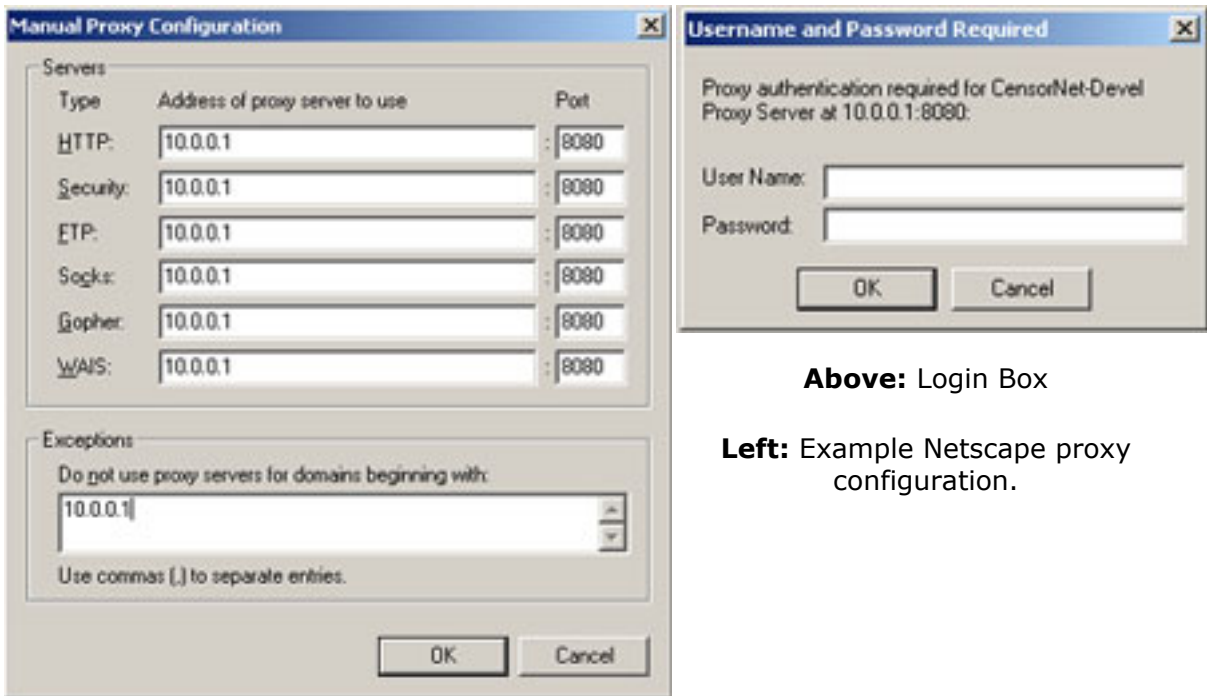 Manual Proxy Configuration
Servers
Type Address of proxy server to use Port
HTTP: 10.0.0.1 : 8080
Security: 10.0.0.1 : 8080
FTP: 10.0.0.1 : 8080
Socks: 10.0.0.1 : 8080
Gopher: 10.0.0.1 : 8080
WAIS: 10.0.0.1 : 8080
Exceptions
Do not use proxy servers for domains beginning with:
10.0.0.1
Use commas (,) to separate entries.
OK Cancel
Username and Password Required
Proxy authentication required for CensorNet-Devel
Proxy Server at 10.0.0.1:8080:
User Name:
Password:
OK Cancel
Above: Login Box
Left: Example Netscape proxy
configuration.